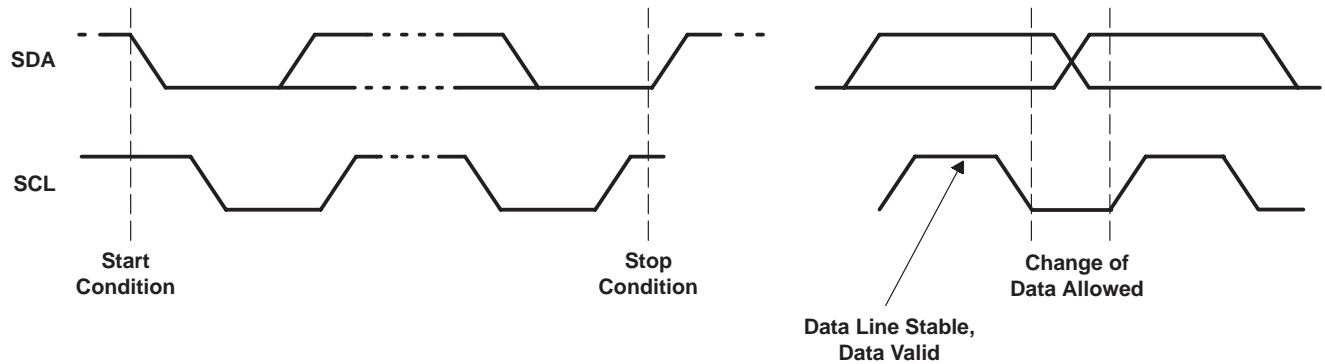 SDA
SCL
Start
Condition
Stop
Condition
Change of
Data Allowed
Data Line Stable,
Data Valid